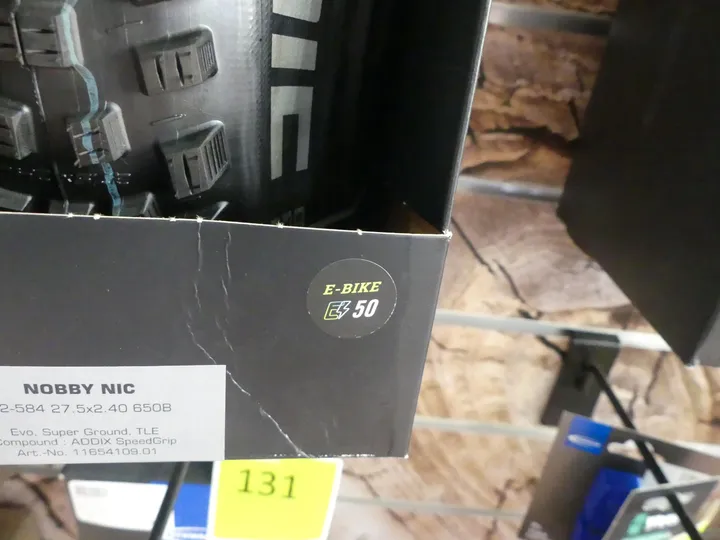 NIC
E-BIKE
50
NOBBY NIC
2-584 27.5x2.40 650B
Evo, Super Ground, TLE
Compound : ADDIX SpeedGrip
Art.-No. 11654109.01
131